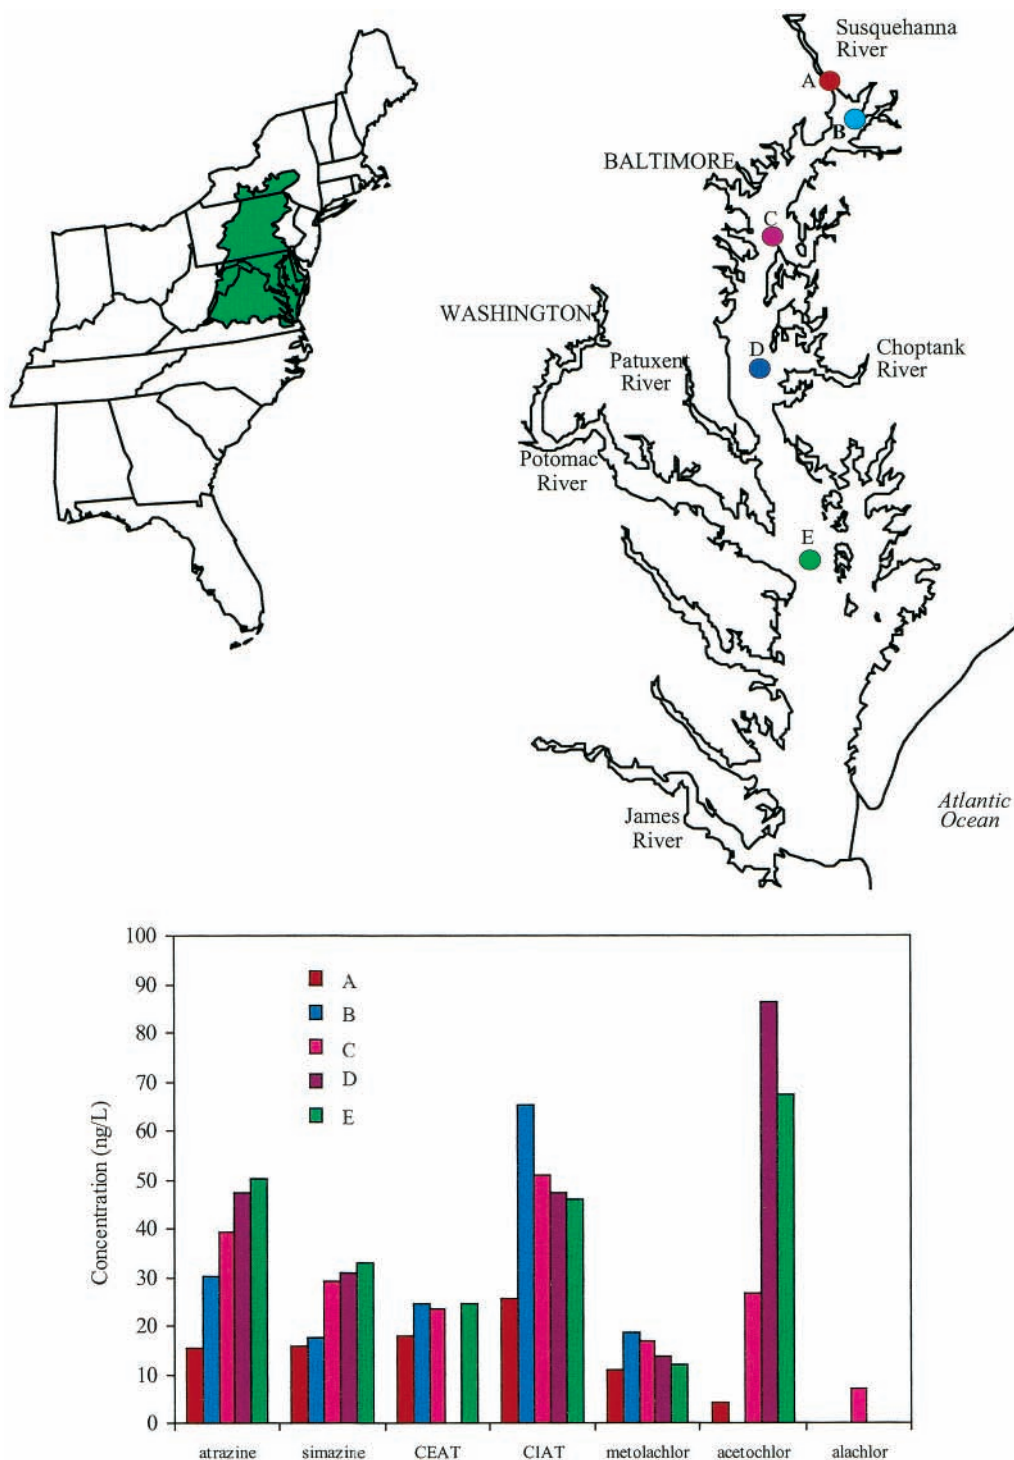 Susquehanna
River
A
B
BALTIMORE
C
WASHINGTON
D
Patuxent
River
Choptank
River
Potomac
River
E
James
River
Atlantic
Ocean
100
90
80
70
60
50
40
30
20
10
0
Concentration (ng/L)
A
B
C
D
E
atrazine simazine CEAT CIAT metolachlor acetochlor alachlor